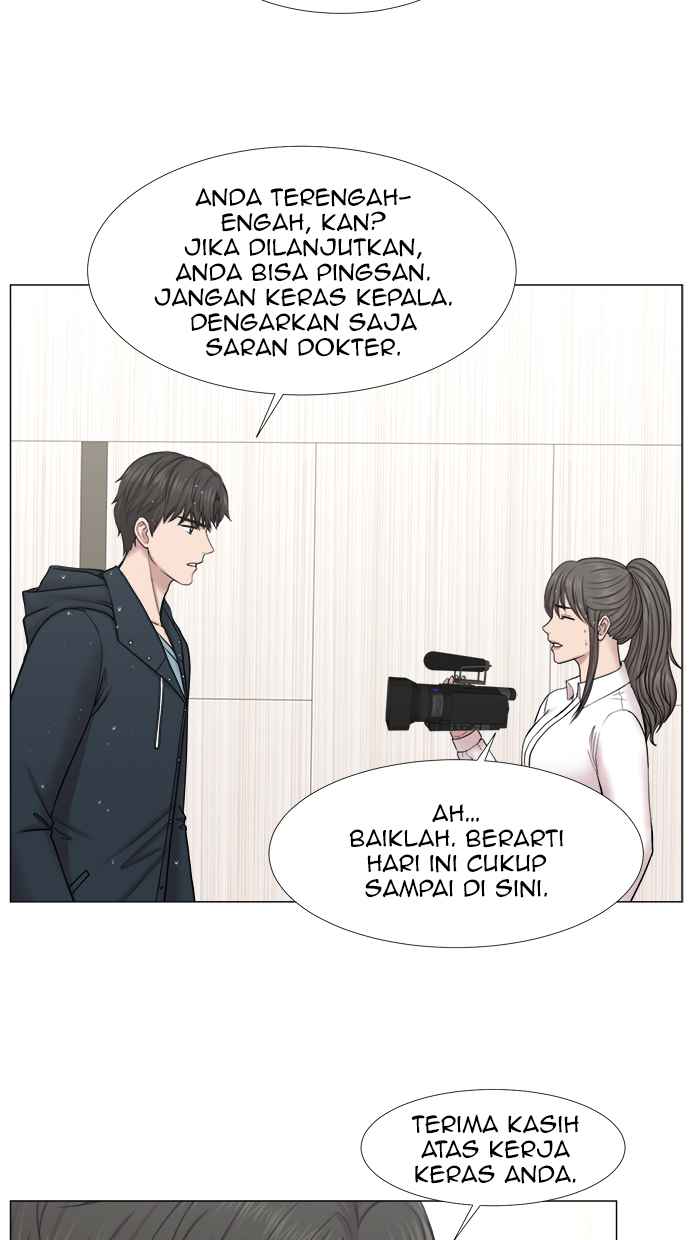 ANDA TERENGAH-
ENGAH, KAN?
JIKA DILANJUTKAN,
ANDA BISA PINGSAN.
JANGAN KERAS KEPALA.
DENGARKAN SAJA
SARAN DOKTER.
AH...
BAIKLAH. BERARTI
HARI INI CUKUP
SAMPAI DI SINI.
TERIMA KASIH
ATAS KERJA
KERAS ANDA.